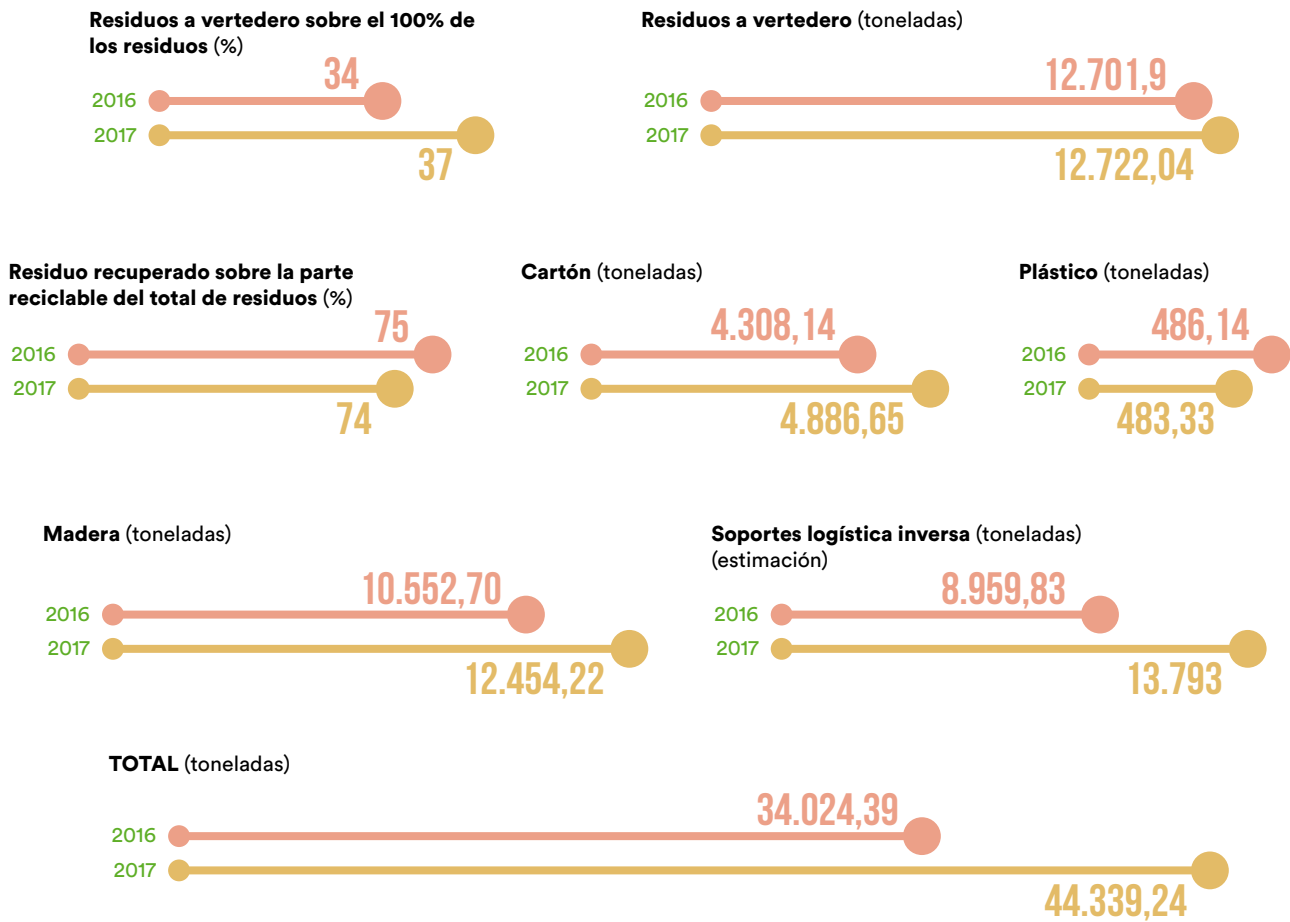 Residuos a vertedero sobre el 100% de
los residuos (%)
34
2016
2017
37
Residuos a vertedero (toneladas)
12.701,9
2016
2017
12.722,04
Residuo recuperado sobre la parte
reciclable del total de residuos (%)
75
2016
2017
74
Cartón (toneladas)
4.308,14
2016
2017
4.886,65
Plástico (toneladas)
486,14
2016
2017
483,33
Madera (toneladas)
10.552,70
2016
2017
12.454,22
Soportes logística inversa (toneladas)
(estimación)
8.959,83
2016
2017
13.793
TOTAL (toneladas)
34.024,39
2016
2017
44.339,24